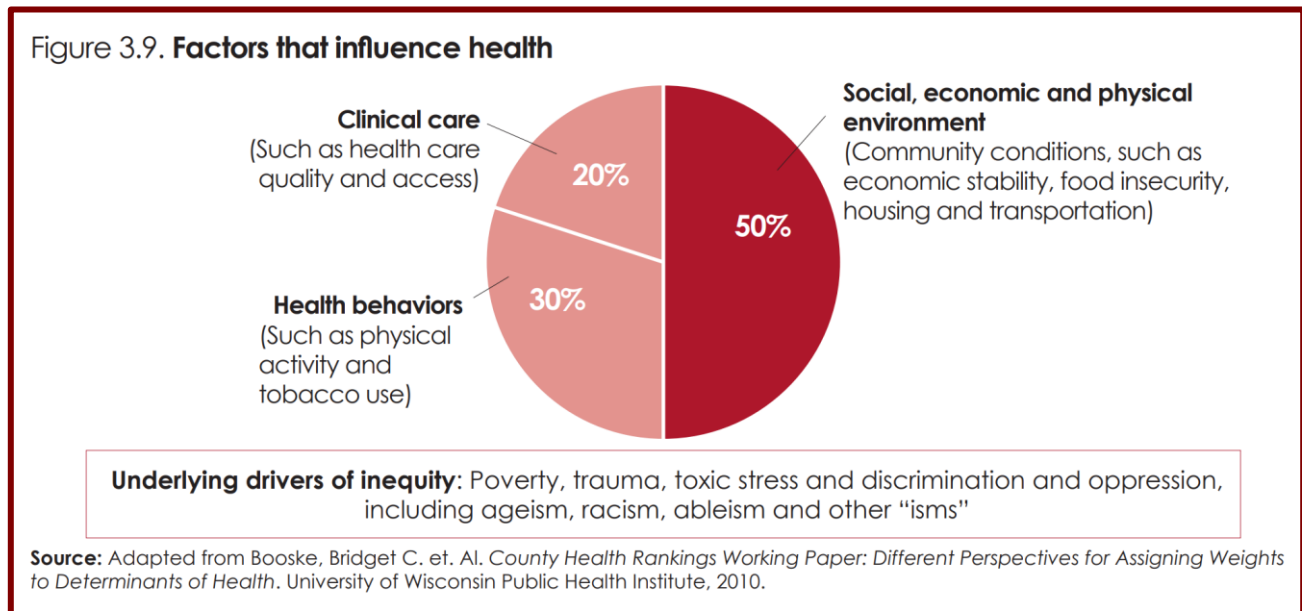 Figure 3.9. Factors that influence health
Clinical care
(Such as health care
quality and access)
20%
Social, economic and physical
environment
(Community conditions, such as
economic stability, food insecurity,
housing and transportation)
50%
Health behaviors
(Such as physical
activity and
tobacco use)
30%
Underlying drivers of inequity: Poverty, trauma, toxic stress and discrimination and oppression,
including ageism, racism, ableism and other “isms”
Source: Adapted from Booske, Bridget C. et. Al. County Health Rankings Working Paper: Different Perspectives for Assigning Weights
to Determinants of Health. University of Wisconsin Public Health Institute, 2010.